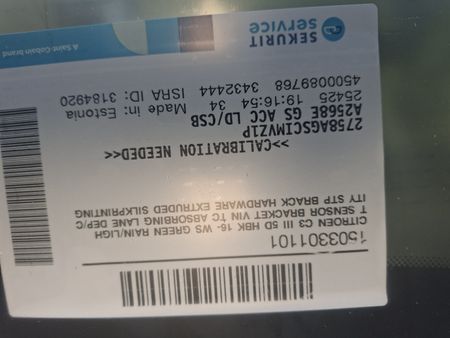 1503301101
CITROEN C3 III 5D HBK 16- WS GREEN RAIN/LIGH
T SENSOR BRACKET VIN TC ABSORBING LANE DEP/C
ITY STP BRACK HARDWARE EXTRUDED SILKPRINTING
>>CALIBRATION NEEDED<<
2758AGSCIMVZ1P
A2568E GS ACC LD/CSB
25425 19:16:54 34 Made in: Estonia
4500089768 3432444 ISRA ID: 3184920
SEKURIT
service
A Saint-Gobain brand